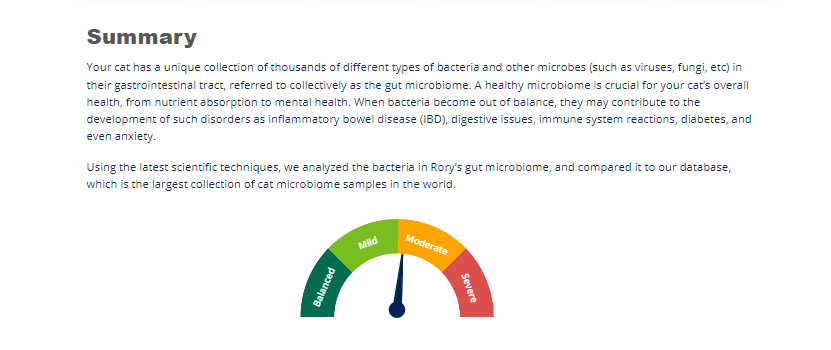 Summary
Your cat has a unique collection of thousands of different types of bacteria and other microbes (such as viruses, fungi, etc) in
their gastrointestinal tract, referred to collectively as the gut microbiome. A healthy microbiome is crucial for your cat's overall
health, from nutrient absorption to mental health. When bacteria become out of balance, they may contribute to the
development of such disorders as inflammatory bowel disease (IBD), digestive issues, immune system reactions, diabetes, and
even anxiety.
Using the latest scientific techniques, we analyzed the bacteria in Rory's gut microbiome, and compared it to our database,
which is the largest collection of cat microbiome samples in the world.
Balanced
Mild
Moderate
Severe